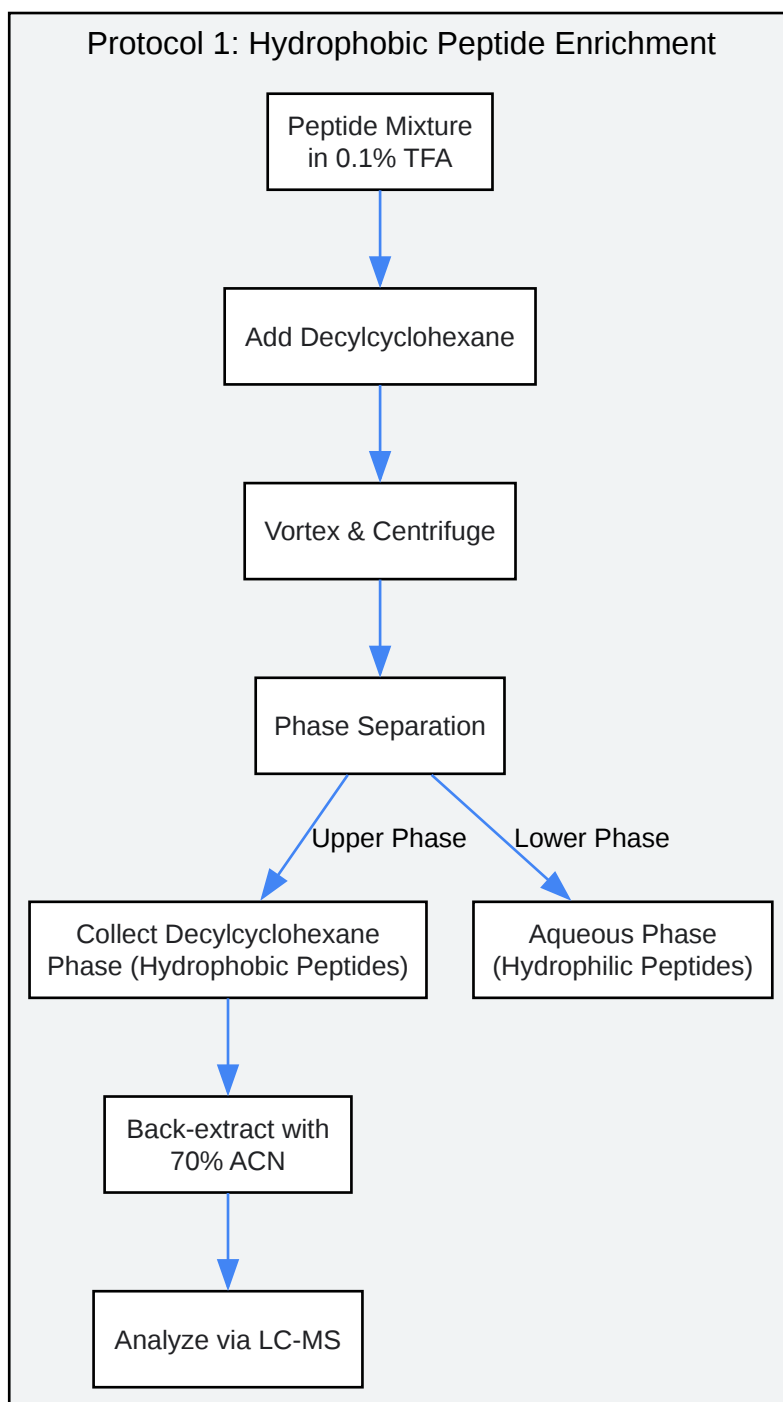 Protocol 1: Hydrophobic Peptide Enrichment
Peptide Mixture
in 0.1% TFA
Add Decylcyclohexane
Vortex & Centrifuge
Phase Separation
Upper Phase
Lower Phase
Collect Decylcyclohexane
Phase (Hydrophobic Peptides)
Aqueous Phase
(Hydrophilic Peptides)
Back-extract with
70% ACN
Analyze via LC-MS